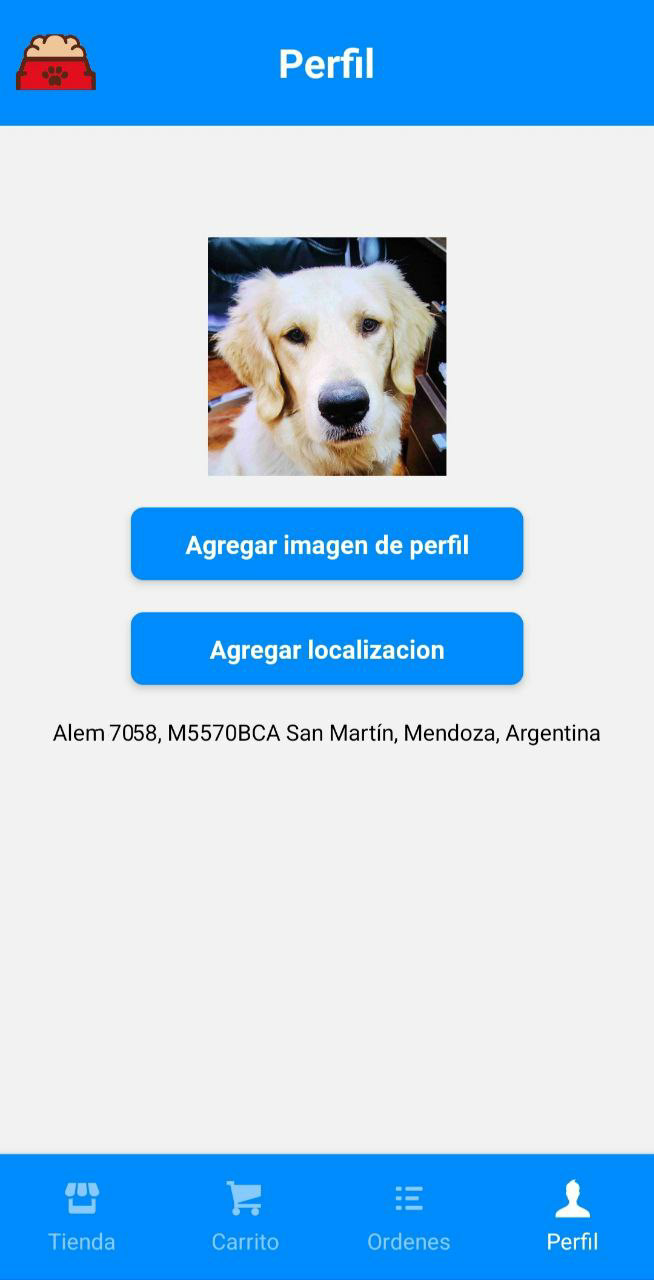 Perfil
Agregar imagen de perfil
Agregar localizacion
Alem 7058, M5570BCA San Martín, Mendoza, Argentina
Tienda
Carrito
Ordenes
Perfil